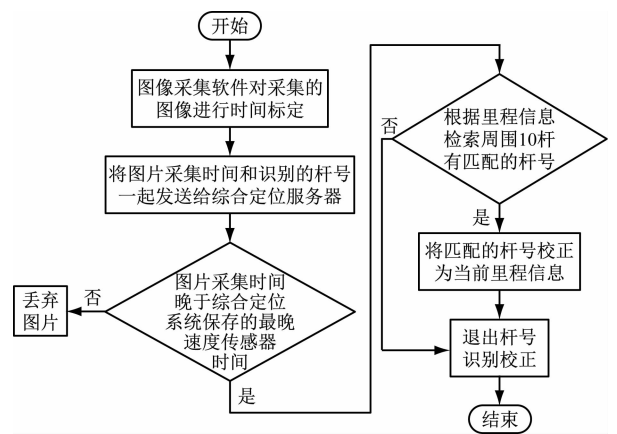 开始
图像采集软件对采集的
图像进行时间标定
将图片采集时间和识别的杆号
一起发送给综合定位服务器
图片采集时间
晚于综合定位
系统保存的最晚
速度传感器
时间
否
丢弃
图片
是
根据里程信息
检索周围10杆
有匹配的杆号
否
是
将匹配的杆号校正
为当前里程信息
退出杆号
识别校正
结束